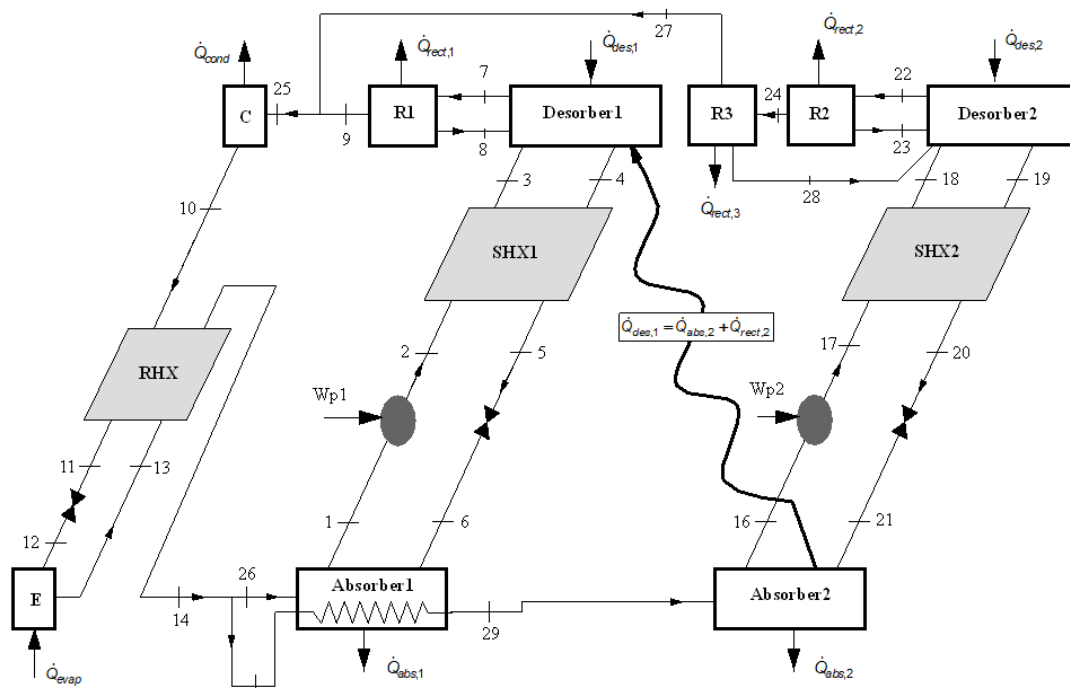 27
Q̇cond
Q̇rect,1
Q̇des,1
Q̇rect,2
Q̇des,2
25
7
24
22
C
R1
Desorber1
R3
R2
Desorber2
9
8
23
3
4
28
18
19
Q̇rect,3
10
SHX1
SHX2
Q̇des,1 = Q̇abs,2 + Q̇rect,2
2
5
17
20
RHX
Wp1
Wp2
11
13
12
1
6
16
21
E
14
26
Absorber1
29
Absorber2
Q̇evap
Q̇abs,1
Q̇abs,2